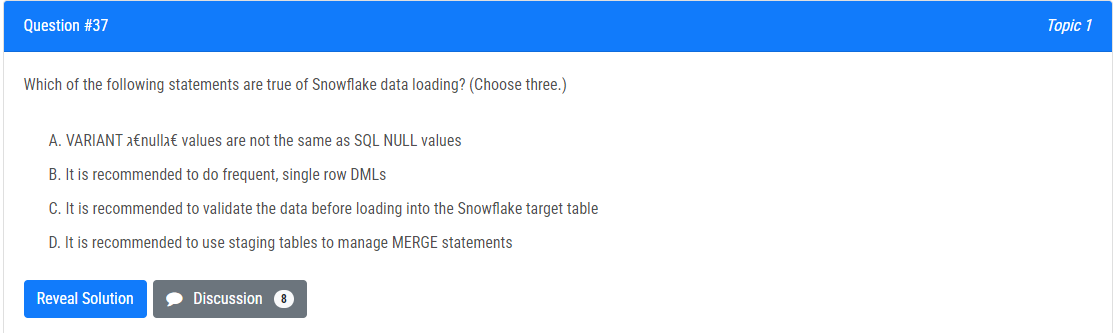 Question #37
Topic 1
Which of the following statements are true of Snowflake data loading? (Choose three.)
A. VARIANT ג€nullג€ values are not the same as SQL NULL values
B. It is recommended to do frequent, single row DMLs
C. It is recommended to validate the data before loading into the Snowflake target table
D. It is recommended to use staging tables to manage MERGE statements
Reveal Solution
Discussion 8